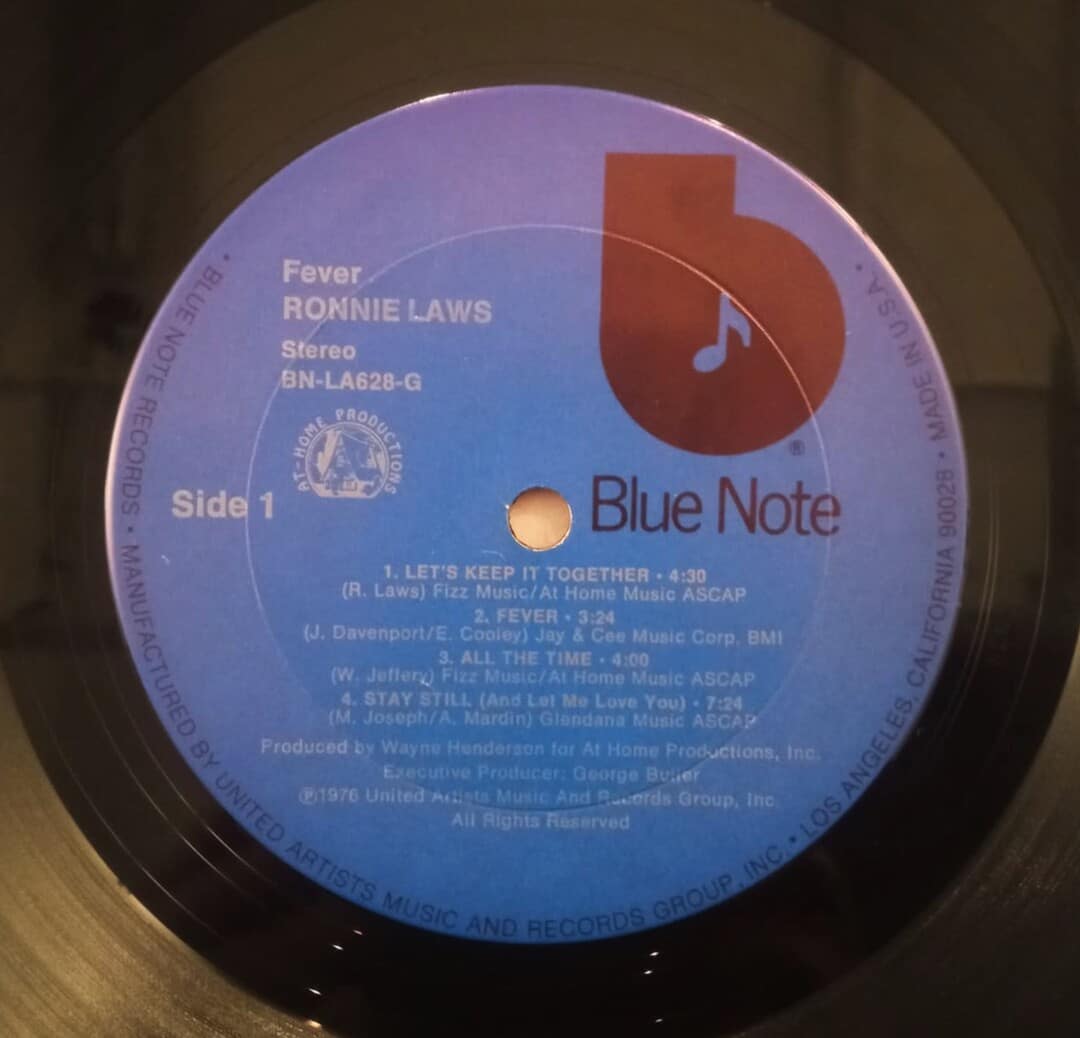 Fever
RONNIE LAWS
Stereo
BN-LA628-G
AT-HOME PRODUCTIONS
Side 1
®
Blue Note
1. LET'S KEEP IT TOGETHER • 4:30
(R. Laws) Fizz Music/At Home Music ASCAP
2. FEVER • 3:24
(J. Davenport/E. Cooley) Jay & Cee Music Corp. BMI
3. ALL THE TIME • 4:00
(W. Jeffery) Fizz Music/At Home Music ASCAP
4. STAY STILL (And Let Me Love You) • 7:24
(M. Joseph/A. Mardin) Glendana Music ASCAP
Produced by Wayne Henderson for At Home Productions, Inc.
Executive Producer: George Butler
℗1976 United Artists Music And Records Group, Inc.
All Rights Reserved
• BLUE NOTE RECORDS • MANUFACTURED BY UNITED ARTISTS MUSIC AND RECORDS GROUP, INC. • LOS ANGELES, CALIFORNIA 90028 • MADE IN U.S.A. •